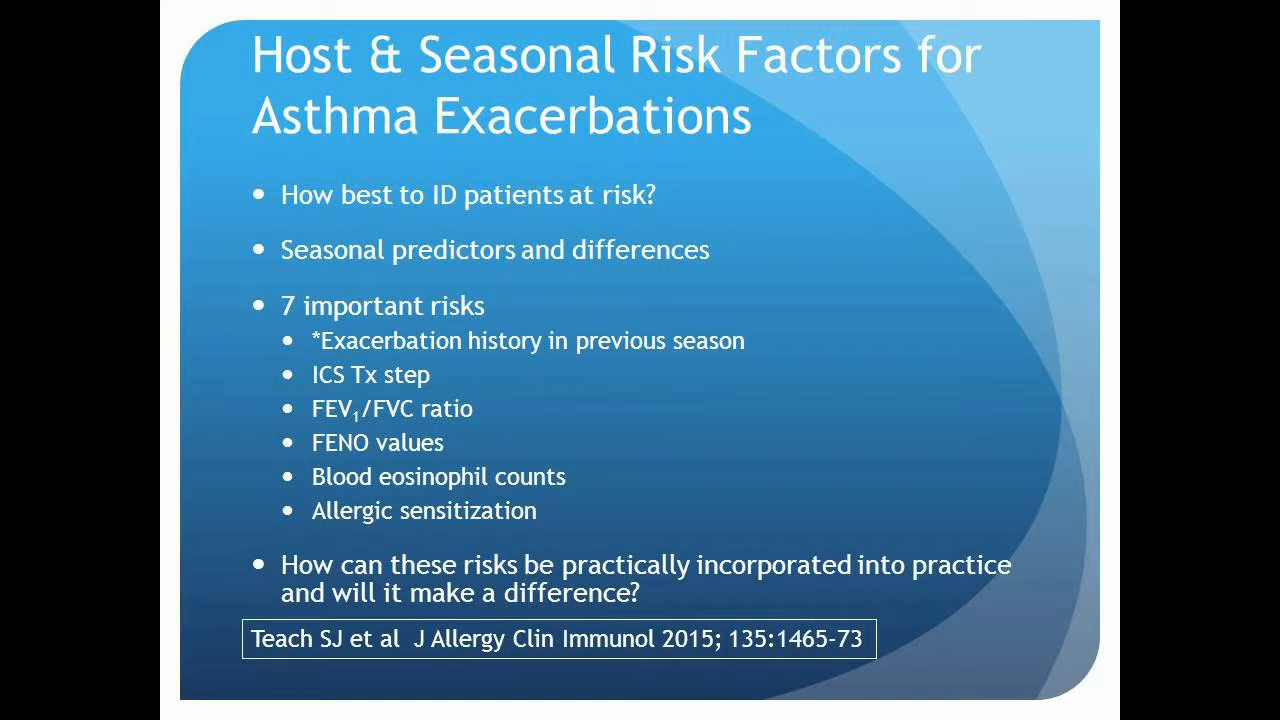 Host & Seasonal Risk Factors for
Asthma Exacerbations
• How best to ID patients at risk?
• Seasonal predictors and differences
• 7 important risks
• *Exacerbation history in previous season
• ICS Tx step
• FEV₁/FVC ratio
• FENO values
• Blood eosinophil counts
• Allergic sensitization
• How can these risks be practically incorporated into practice
and will it make a difference?
Teach SJ et al  J Allergy Clin Immunol 2015; 135:1465-73